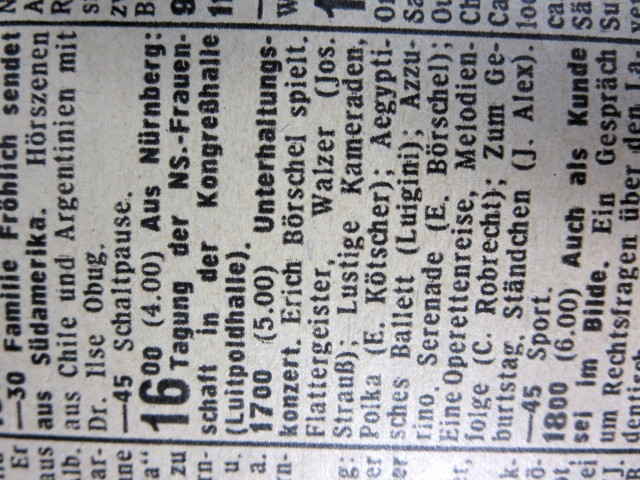 —30 Familie Fröhlich sendet
aus Südamerika. Hörszenen
aus Chile und Argentinien mit
Dr. Ilse Obug.
—45 Schaltpause.
1600 (4.00) Aus Nürnberg:
Tagung der NS.-Frauen-
schaft in der Kongreßhalle
(Luitpoldhalle).
1700 (5.00) Unterhaltungs-
konzert. Erich Börschel spielt.
Flattergeister, Walzer (Jos.
Strauß); Lustige Kameraden,
Polka (E. Kötscher); Aegypti-
sches Ballett (Luigini); Azzu-
rino. Serenade (E. Börschel);
Eine Operettenreise, Melodien-
folge (C. Robrecht); Zum Ge-
burtstag. Ständchen (J. Alex).
—45 Sport.
1800 (6.00) Auch als Kunde
sei im Bilde. Ein Gespräch
um Rechtsfragen über den La-